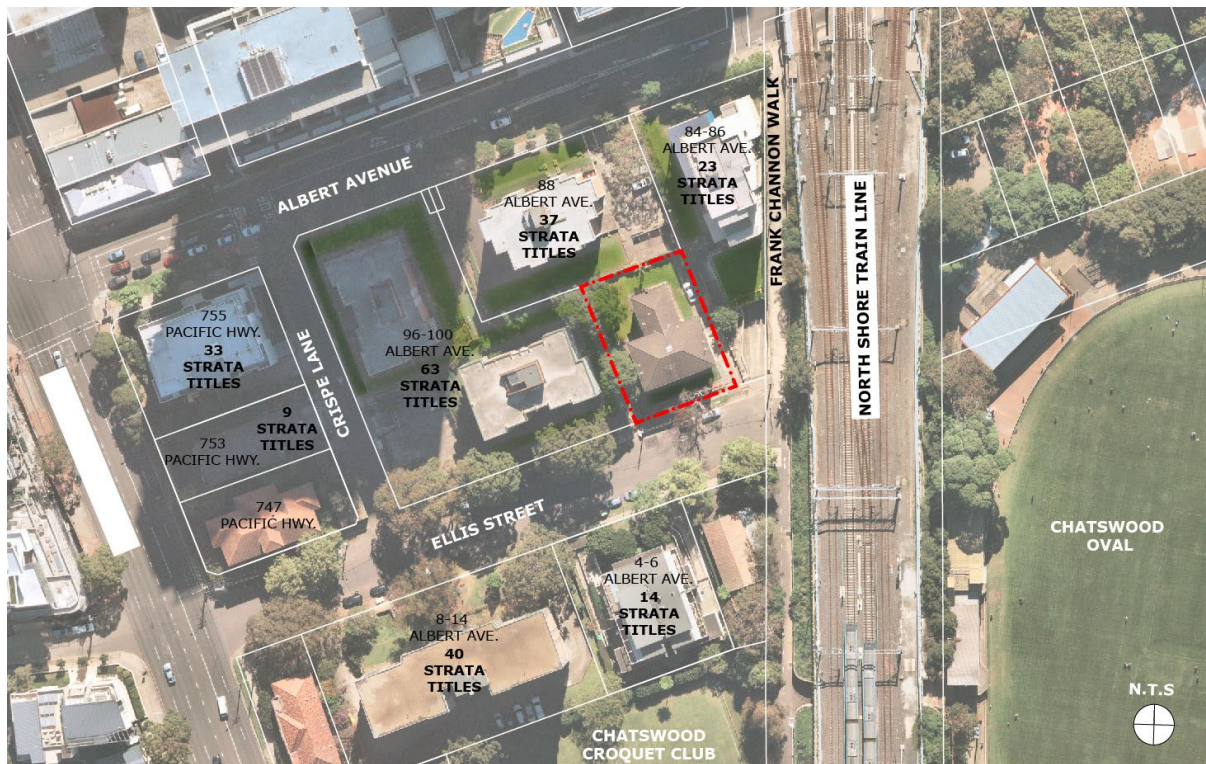 84-86
ALBERT AVE.
23
STRATA
TITLES
FRANK CHANNON WALK
NORTH SHORE TRAIN LINE
ALBERT AVENUE
88
ALBERT AVE.
37
STRATA
TITLES
755
PACIFIC HWY.
33
STRATA
TITLES
CRISPE LANE
96-100
ALBERT AVE.
63
STRATA
TITLES
9
STRATA
TITLES
753
PACIFIC HWY.
747
PACIFIC HWY.
ELLIS STREET
CHATSWOOD
OVAL
4-6
ALBERT AVE.
14
STRATA
TITLES
8-14
ALBERT AVE.
40
STRATA
TITLES
N.T.S
CHATSWOOD
CROQUET CLUB